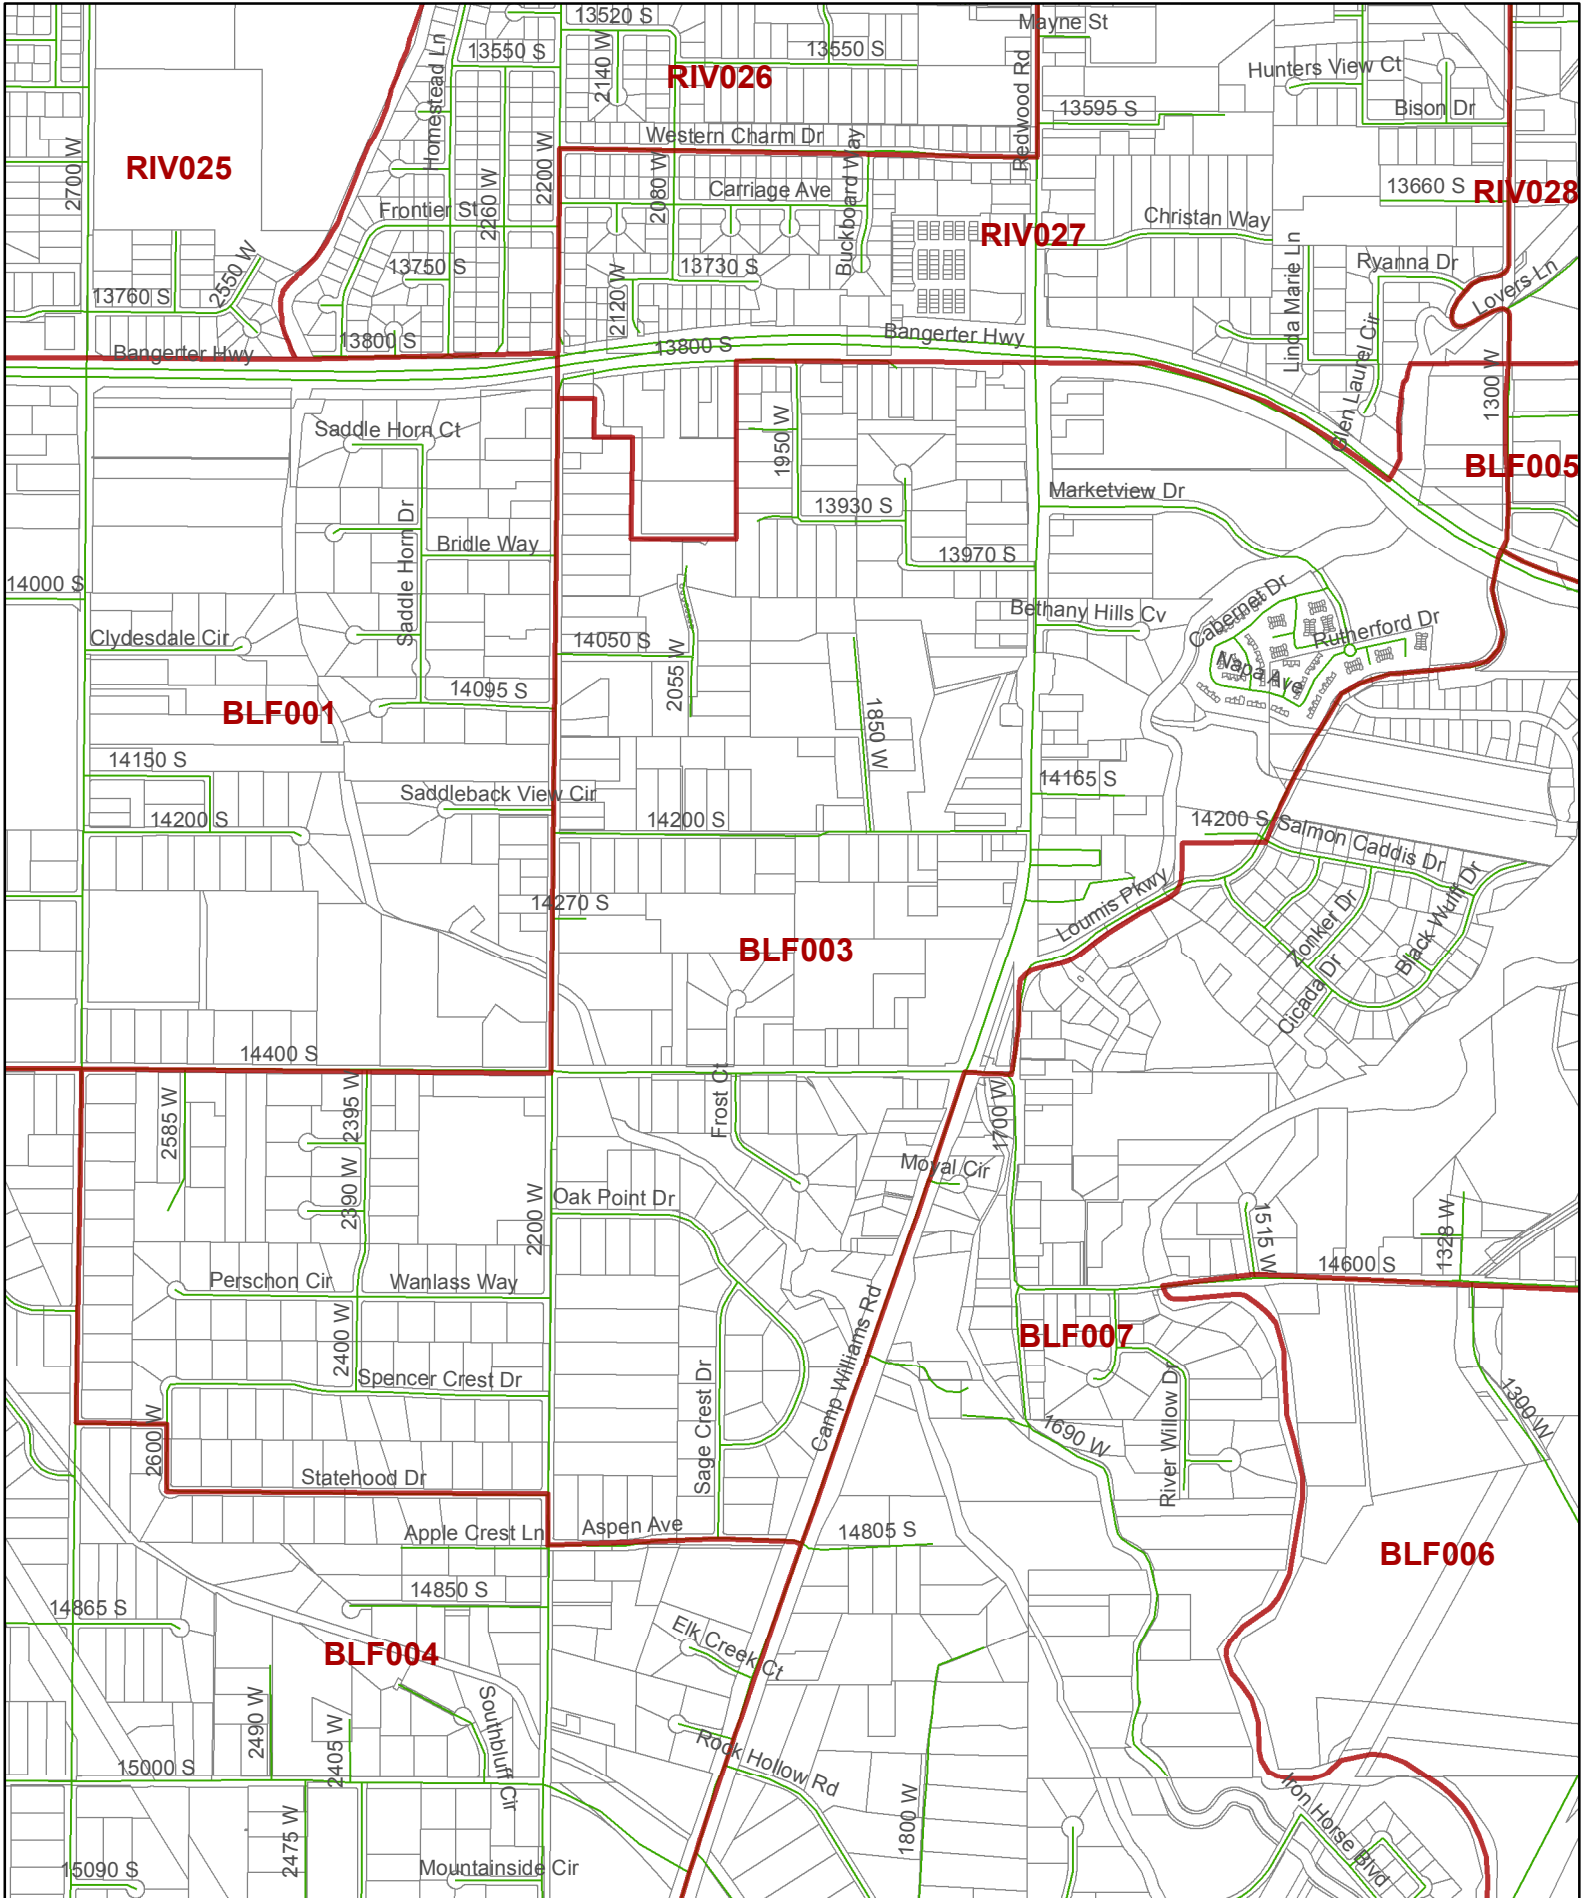 13520 S
Mayne St
Homestead Ln
13550 S
2140 W
RIV026
13550 S
Redwood Rd
Hunters View Ct
13595 S
Bison Dr
Western Charm Dr
2700 W
RIV025
2200 W
2080 W
Carriage Ave
Buckboard Way
13660 S
RIV028
Frontier St
2260 W
Christan Way
RIV027
2550 W
13750 S
13730 S
Linda Marie Ln
Ryanna Dr
Lovers Ln
13760 S
2120 W
Bangerter Hwy
13800 S
13800 S
Bangerter Hwy
Glen Laurel Cir
1300 W
Saddle Horn Ct
1950 W
BLF005
Marketview Dr
13930 S
Saddle Horn Dr
Bridle Way
13970 S
14000 S
Bethany Hills Cv
Cabernet Dr
Rutherford Dr
Clydesdale Cir
14050 S
2055 W
Napa Ave
14095 S
BLF001
1850 W
14150 S
14165 S
Saddleback View Cir
14200 S
14200 S
14200 S
Salmon Caddis Dr
14270 S
Loumis Pkwy
Zonker Dr
Black Wulff Dr
BLF003
Cicada Dr
14400 S
2585 W
2395 W
Frost Ct
1700 W
Moyal Cir
2390 W
2200 W
Oak Point Dr
1515 W
1328 W
14600 S
Perschon Cir
Wanlass Way
Camp Williams Rd
BLF007
2400 W
Spencer Crest Dr
Sage Crest Dr
River Willow Dr
1300 W
2600 W
1690 W
Statehood Dr
Apple Crest Ln
Aspen Ave
14805 S
BLF006
14850 S
14865 S
BLF004
Elk Creek Ct
2490 W
2405 W
Southbluff Cir
Rock Hollow Rd
15000 S
1800 W
Iron Horse Blvd
2475 W
15090 S
Mountainside Cir